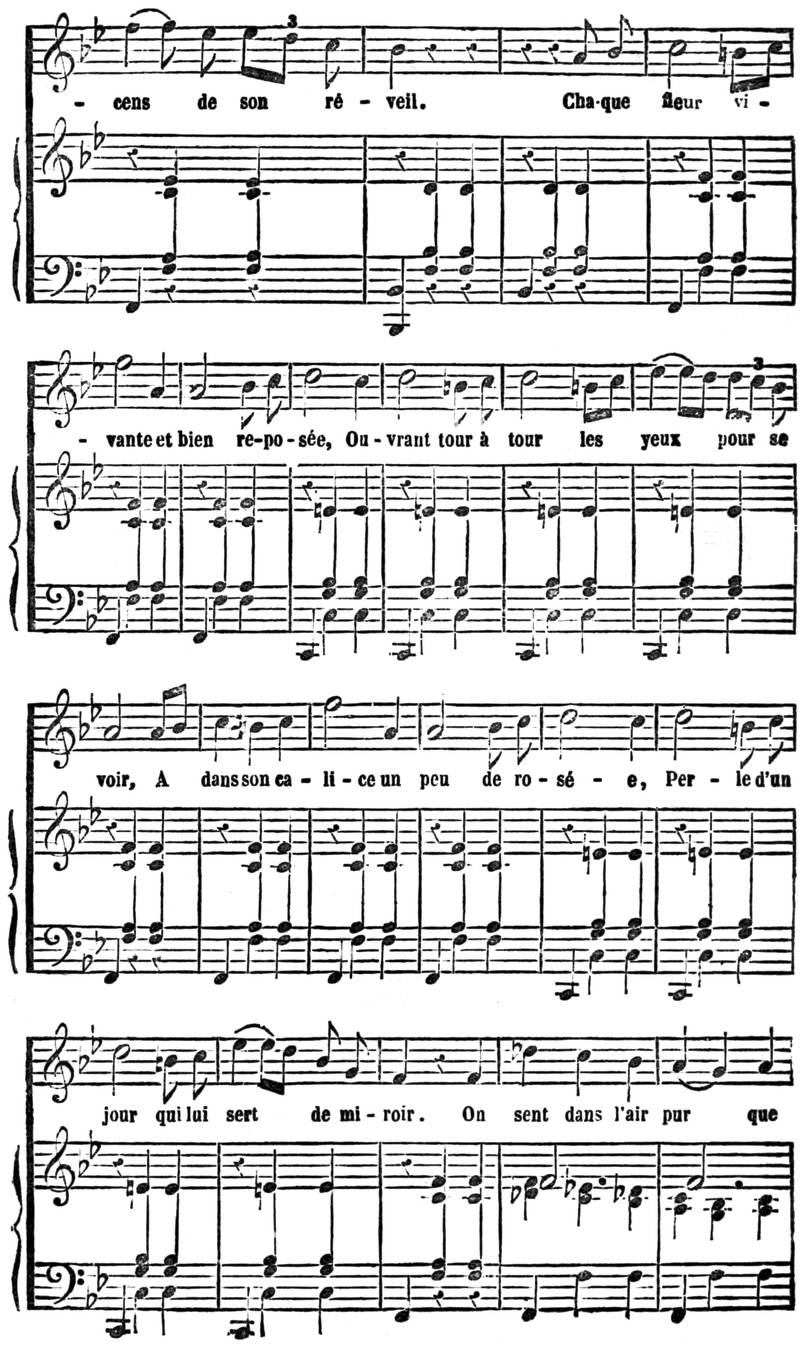 3
- cens de son ré - veil. Cha-que fleur vi -
3
- vante et bien re-po-sée, Ou-vrant tour à tour les yeux pour se
voir, A dans son ca - li - ce un peu de ro - sé - e, Per - le d'un
jour qui lui sert de mi - roir. On sent dans l'air pur que